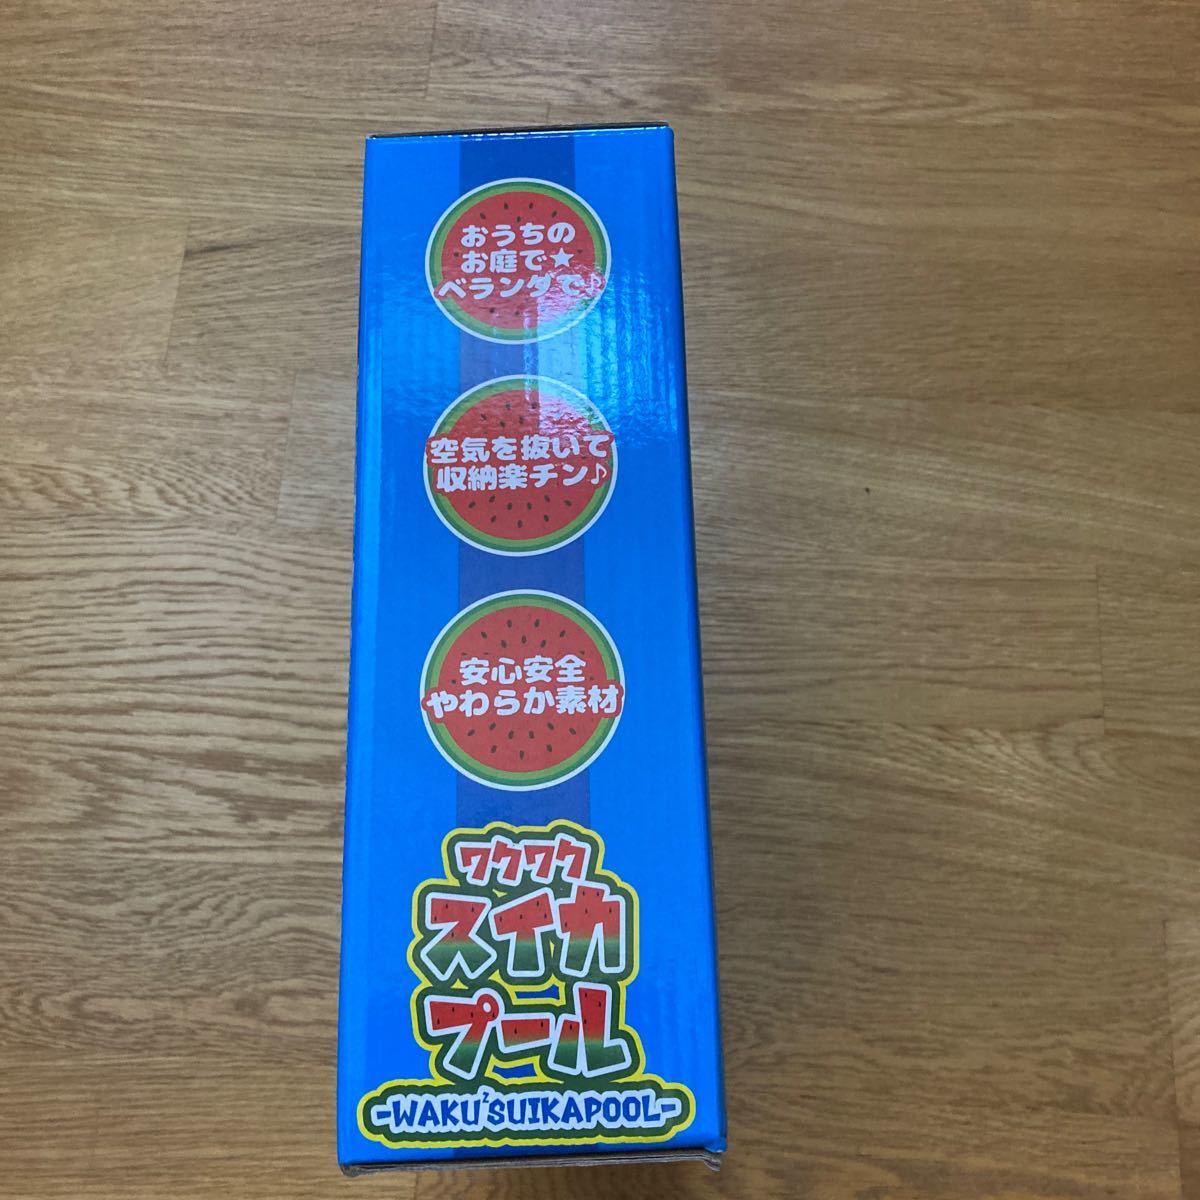 おうちの
お庭で★
ベランダで♪
空気を抜いて
収納楽チン♪
安心安全
やわらか素材
ワクワク
スイカ
プール
-WAKU²SUIKAPOOL-